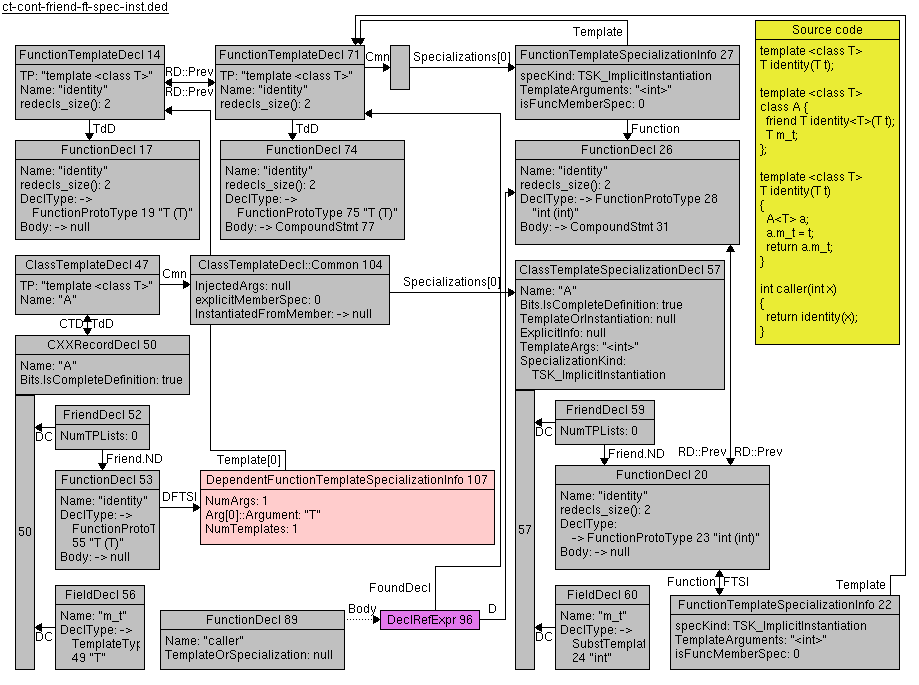 ct-cont-friend-ft-spec-inst.ded
FunctionTemplateDecl 14
TP: "template <class T>"
Name: "identity"
redecls_size(): 2
RD::Prev
RD::Prev
FunctionTemplateDecl 71
TP: "template <class T>"
Name: "identity"
redecls_size(): 2
Cmn
Specializations[0]
Template
FunctionTemplateSpecializationInfo 27
specKind: TSK_ImplicitInstantiation
TemplateArguments: "<int>"
isFuncMemberSpec: 0
Source code
template <class T>
T identity(T t);
template <class T>
class A {
friend T identity<T>(T t);
T m_t;
};
template <class T>
T identity(T t)
{
A<T> a;
a.m_t = t;
return a.m_t;
}
int caller(int x)
{
return identity(x);
}
TdD
TdD
Function
FunctionDecl 17
Name: "identity"
redecls_size(): 2
DeclType: ->
FunctionProtoType 19 "T (T)"
Body: -> null
FunctionDecl 74
Name: "identity"
redecls_size(): 2
DeclType: ->
FunctionProtoType 75 "T (T)"
Body: -> CompoundStmt 77
FunctionDecl 26
Name: "identity"
redecls_size(): 2
DeclType: -> FunctionProtoType 28
"int (int)"
Body: -> CompoundStmt 31
ClassTemplateDecl 47
TP: "template <class T>"
Name: "A"
Cmn
ClassTemplateDecl::Common 104
InjectedArgs: null
explicitMemberSpec: 0
InstantiatedFromMember: -> null
Specializations[0]
ClassTemplateSpecializationDecl 57
Name: "A"
Bits.IsCompleteDefinition: true
TemplateOrInstantiation: null
ExplicitInfo: null
TemplateArgs: "<int>"
SpecializationKind:
TSK_ImplicitInstantiation
CTD
TdD
CXXRecordDecl 50
Name: "A"
Bits.IsCompleteDefinition: true
50
FriendDecl 52
NumTPLists: 0
DC
Friend.ND
FunctionDecl 53
Name: "identity"
DeclType: ->
FunctionProtoT
55 "T (T)"
Body: -> null
DFTSI
Template[0]
DependentFunctionTemplateSpecializationInfo 107
NumArgs: 1
Arg[0]::Argument: "T"
NumTemplates: 1
57
FriendDecl 59
NumTPLists: 0
DC
Friend.ND
RD::Prev
RD::Prev
FunctionDecl 20
Name: "identity"
redecls_size(): 2
DeclType:
-> FunctionProtoType 23 "int (int)"
Body: -> null
FieldDecl 56
Name: "m_t"
DeclType: ->
TemplateTyp
49 "T"
DC
FunctionDecl 89
Name: "caller"
TemplateOrSpecialization: null
Body
FoundDecl
DeclRefExpr 96
D
FieldDecl 60
Name: "m_t"
DeclType: ->
SubstTemplat
24 "int"
DC
Function
FTSI
Template
FunctionTemplateSpecializationInfo 22
specKind: TSK_ImplicitInstantiation
TemplateArguments: "<int>"
isFuncMemberSpec: 0